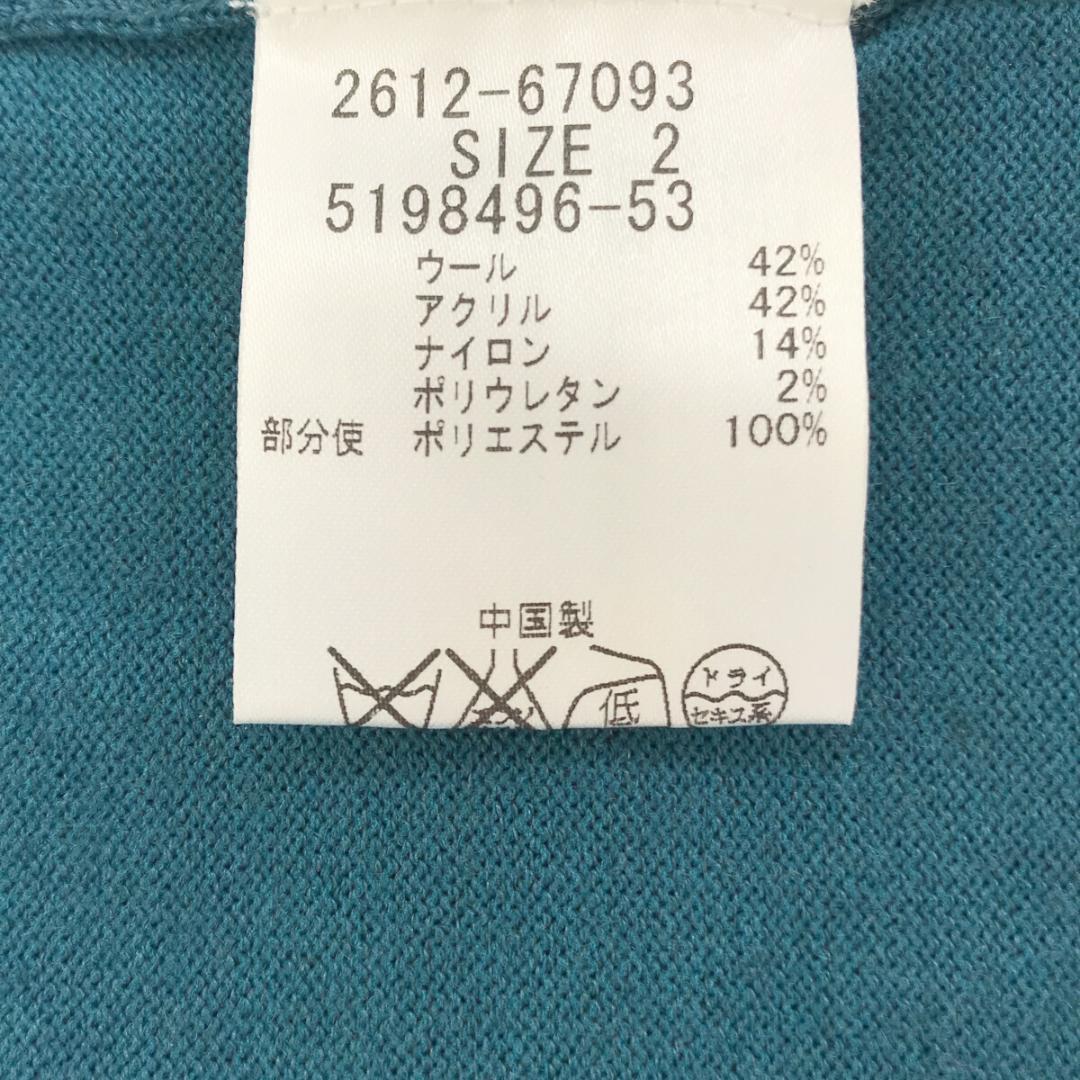 2612-67093
SIZE 2
5198496-53
ウール 42%
アクリル 42%
ナイロン 14%
ポリウレタン 2%
部分使 ポリエステル 100%
中国製
低 ドライ
セキス系